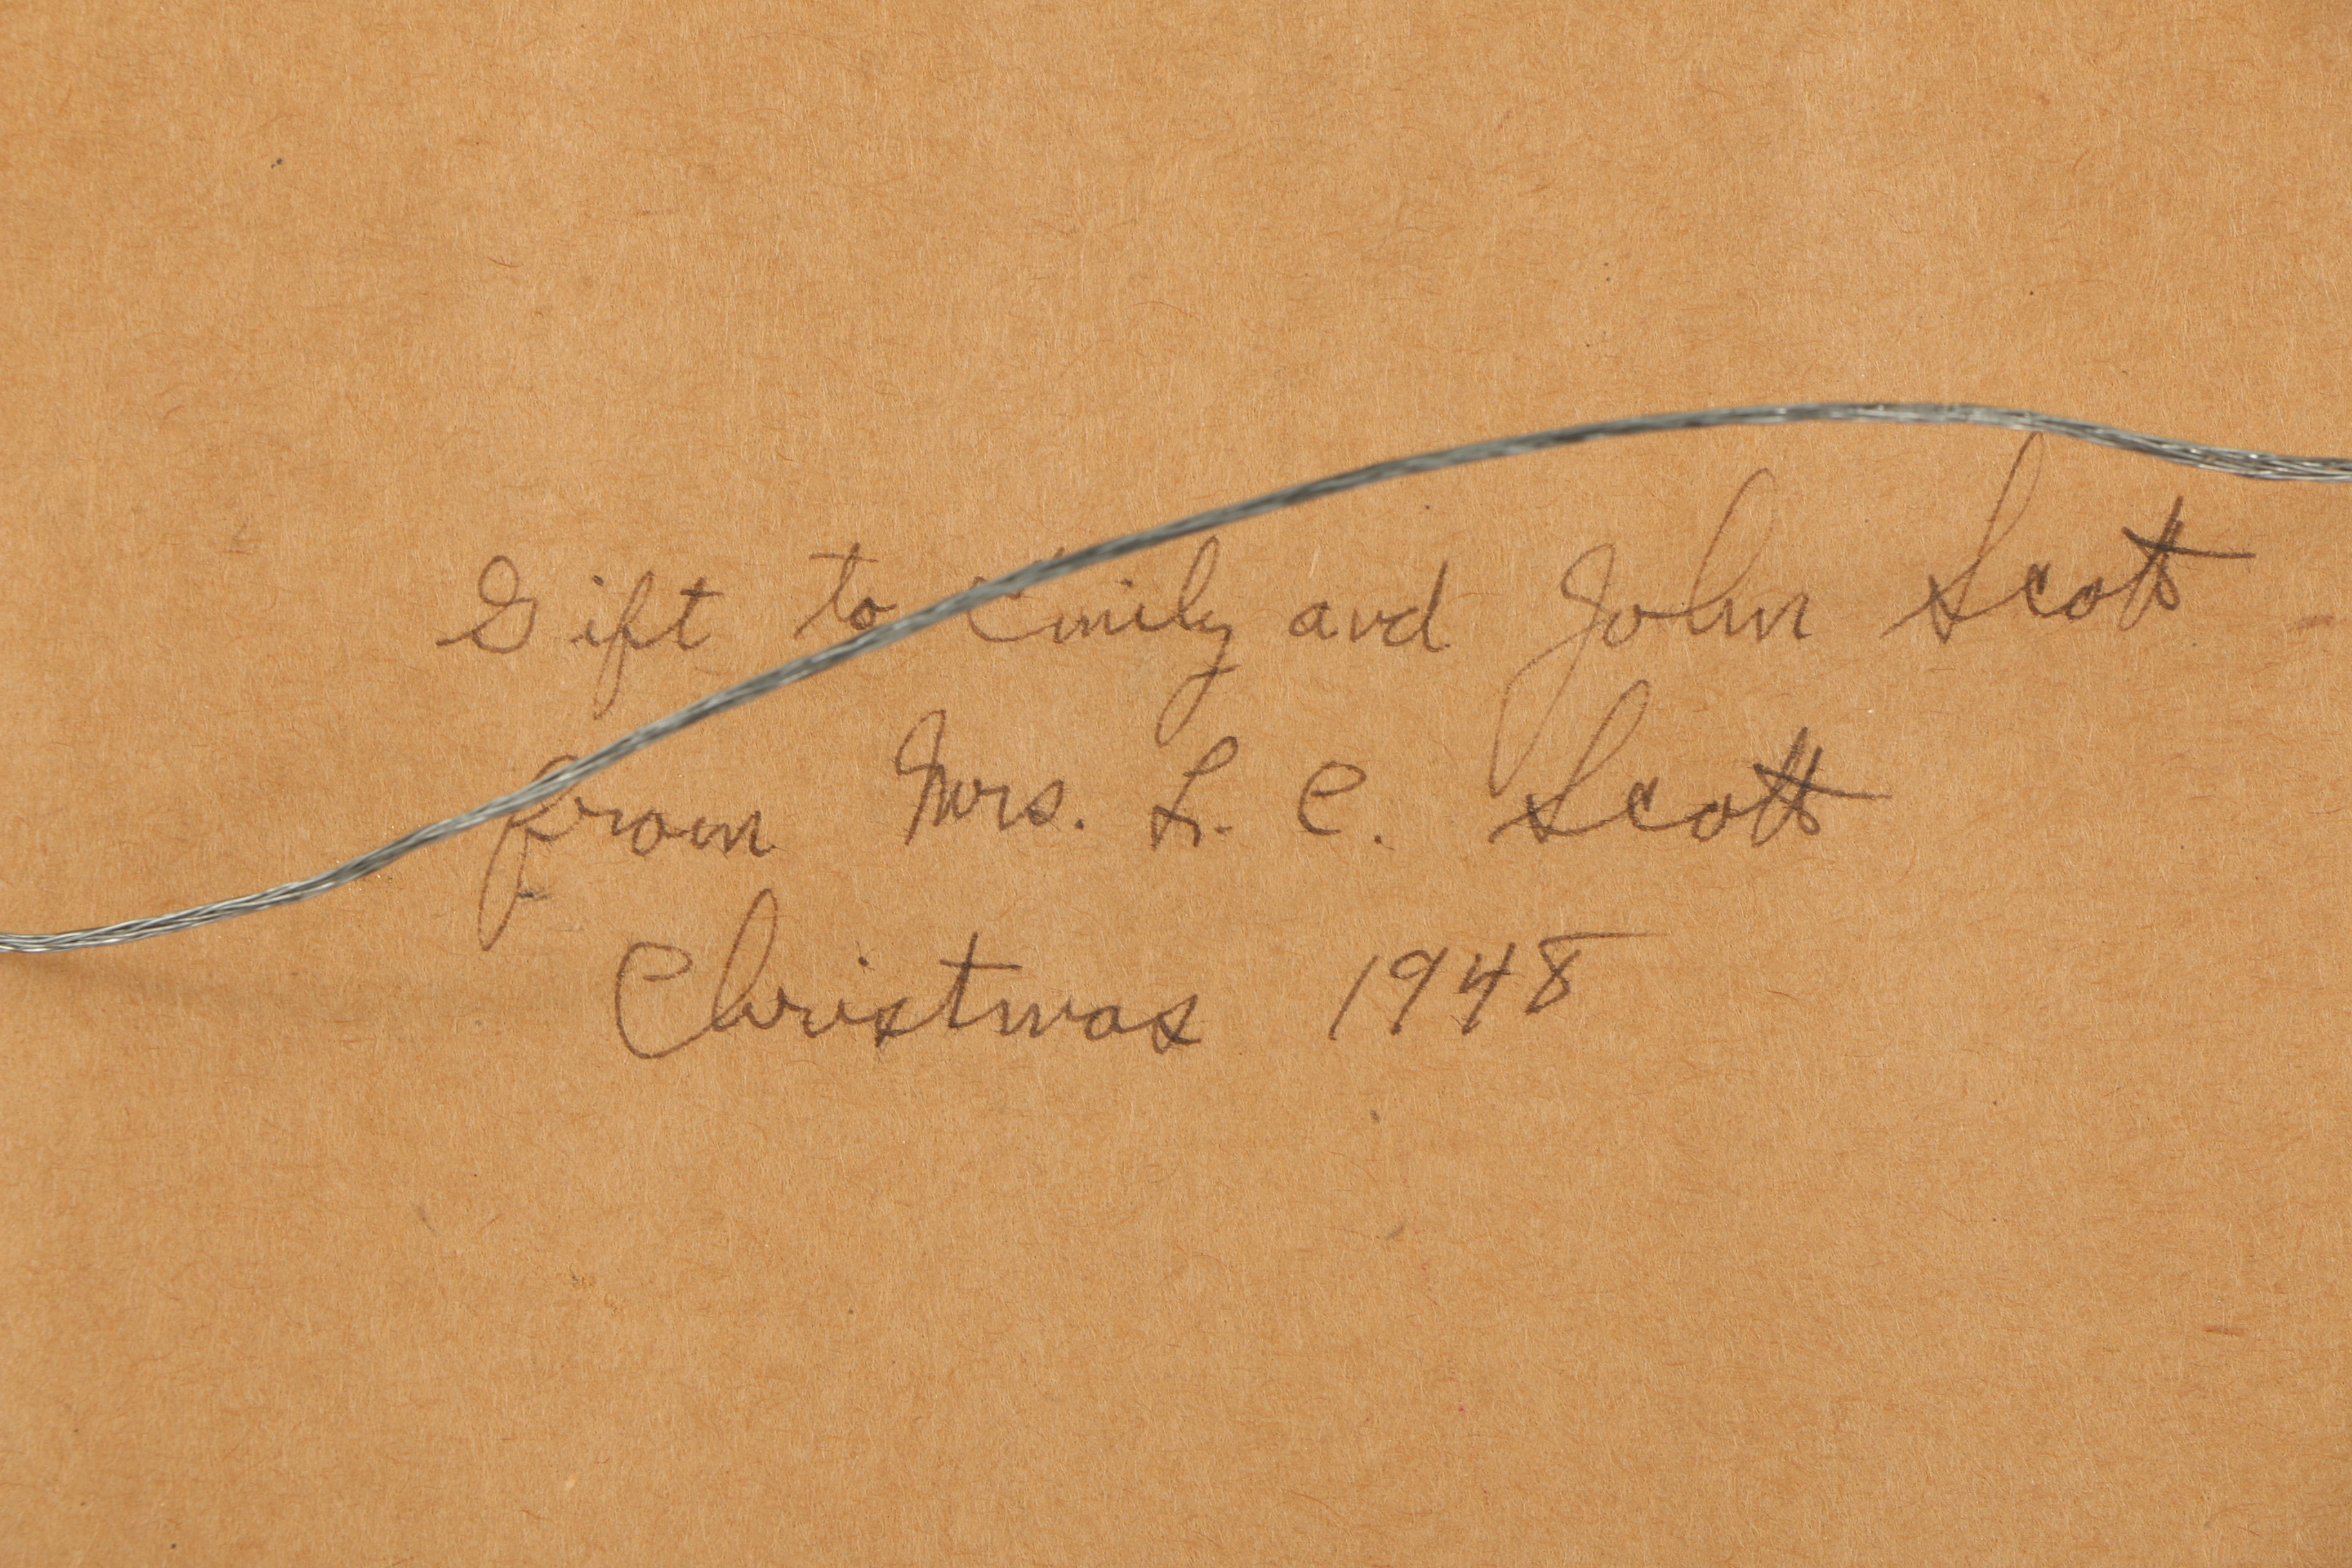 Gift to Emily and John Scott -
from Mrs. L. C. Scott
Christmas 1948